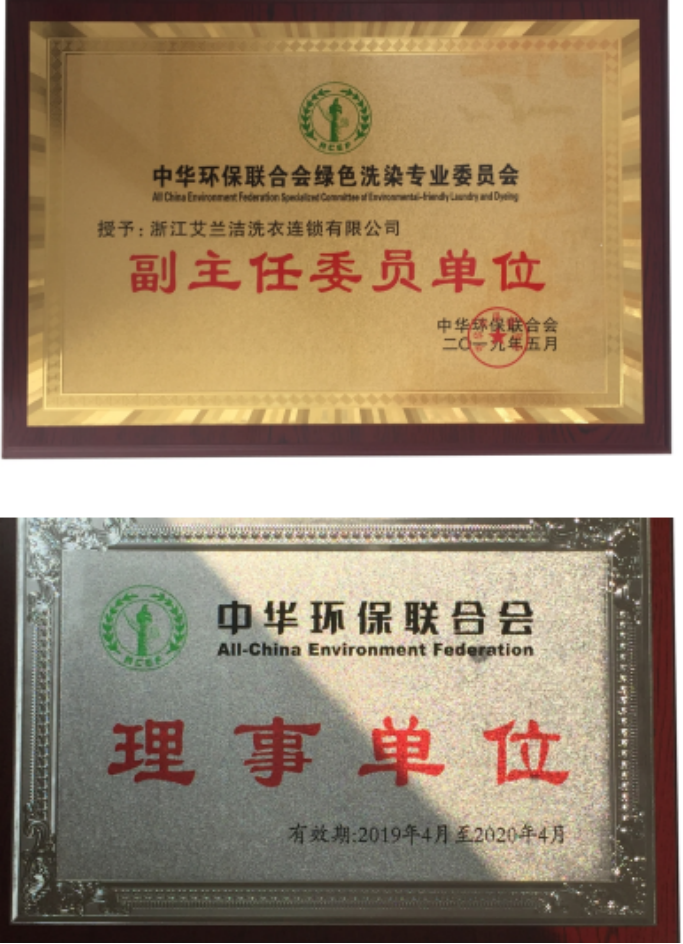 ACEF
中华环保联合会绿色洗染专业委员会
All China Environment Federation Specialized Committee of Environmental-friendly Laundry and Dyeing
授予：浙江艾兰洁洗衣连锁有限公司
副主任委员单位
中华环保联合会
二〇一九年五月
ACEF
中华环保联合会
All-China Environment Federation
理事单位
有效期:2019年4月至2020年4月